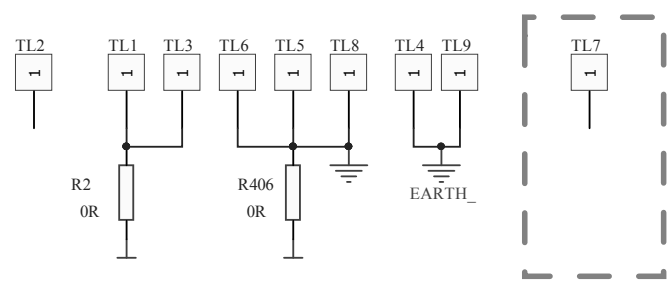 TL2 TL1 TL3 TL6 TL5 TL8 TL4 TL9 TL7
1 1 1 1 1 1 1 1 1
R2 R406 EARTH_
0R 0R